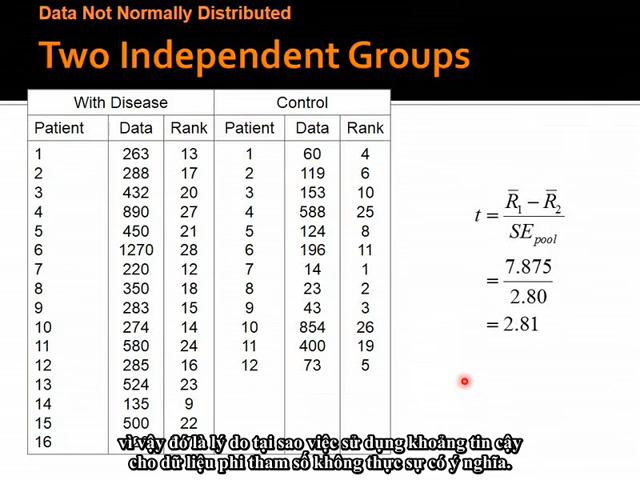 Data Not Normally Distributed
Two Independent Groups
With Disease Control
Patient Data Rank Patient Data Rank
1 263 13 1 60 4
2 288 17 2 119 6
3 432 20 3 153 10
4 890 27 4 588 25
5 450 21 5 124 8
6 1270 28 6 196 11
7 220 12 7 14 1
8 350 18 8 23 2
9 283 15 9 43 3
10 274 14 10 854 26
11 580 24 11 400 19
12 285 16 12 73 5
13 524 23
14 135 9
15 500 22
16
t = (R̄₁ − R̄₂) / SE_pool
= 7.875 / 2.80
= 2.81
vì vậy đó là lý do tại sao việc sử dụng khoảng tin cậy
cho dữ liệu phi tham số không thực sự có ý nghĩa.